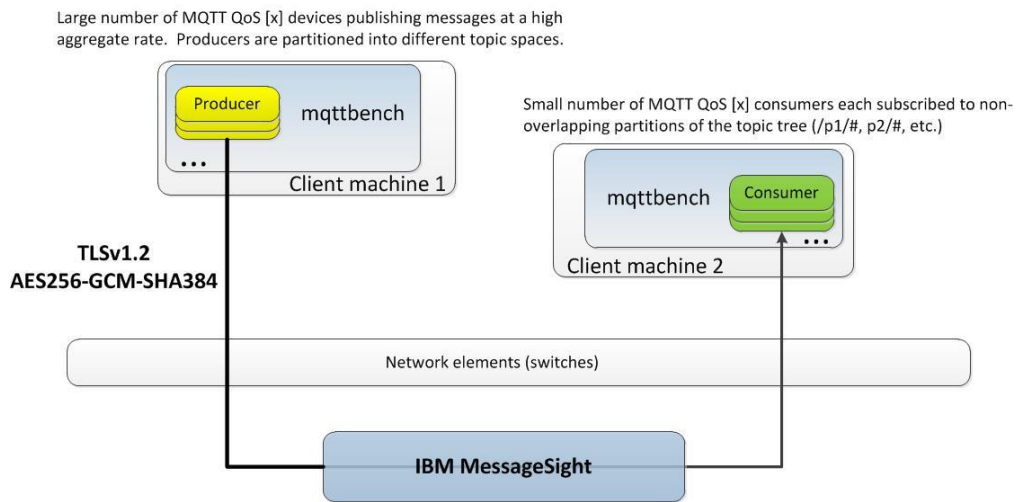 Large number of MQTT QoS [x] devices publishing messages at a high
aggregate rate.  Producers are partitioned into different topic spaces.
Producer
mqttbench
...
Client machine 1
Small number of MQTT QoS [x] consumers each subscribed to non-
overlapping partitions of the topic tree (/p1/#, p2/#, etc.)
mqttbench
Consumer
...
Client machine 2
TLSv1.2
AES256-GCM-SHA384
Network elements (switches)
IBM MessageSight